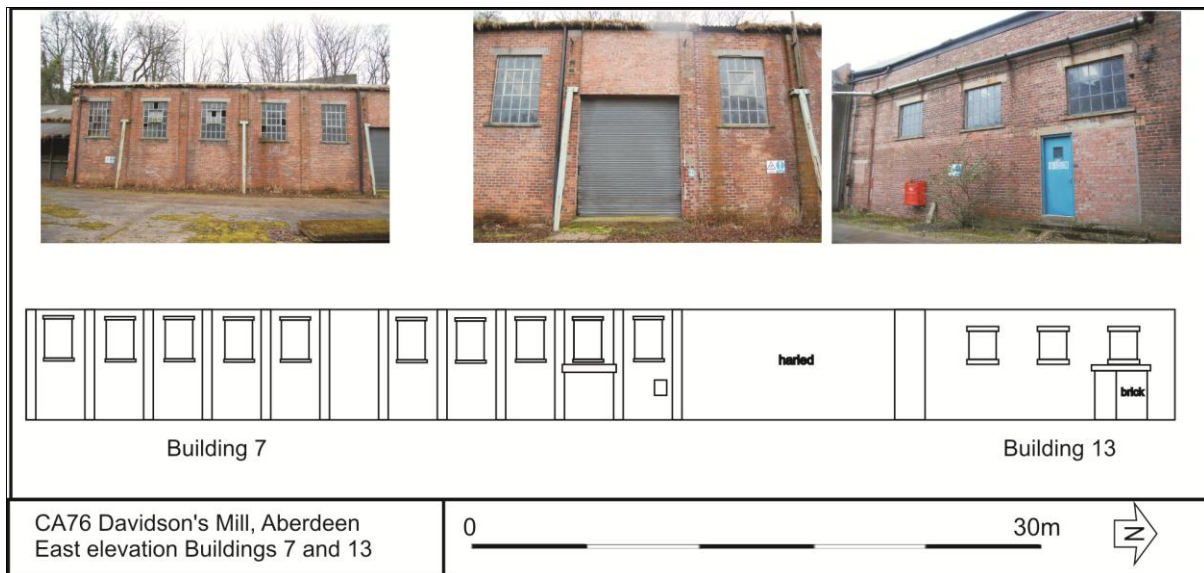 harled
brick
Building 7
Building 13
CA76 Davidson's Mill, Aberdeen
East elevation Buildings 7 and 13
0
30m
N